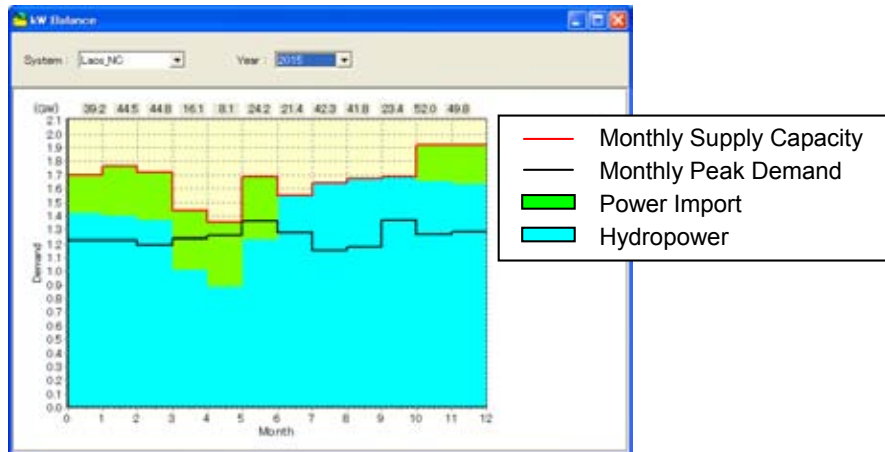 kW Balance
System : Laos_NC Year : 2015
(GW) 39.2 44.5 44.8 16.1 8.1 24.2 21.4 42.3 41.8 23.4 52.0 49.8
2.1
2.0
1.9
1.8
1.7
1.6
1.5
1.4
1.3
1.2
1.1
1.0
0.9
0.8
0.7
0.6
0.5
0.4
0.3
0.2
0.1
0.0
Demand
0 1 2 3 4 5 6 7 8 9 10 11 12
Month
Monthly Supply Capacity
Monthly Peak Demand
Power Import
Hydropower